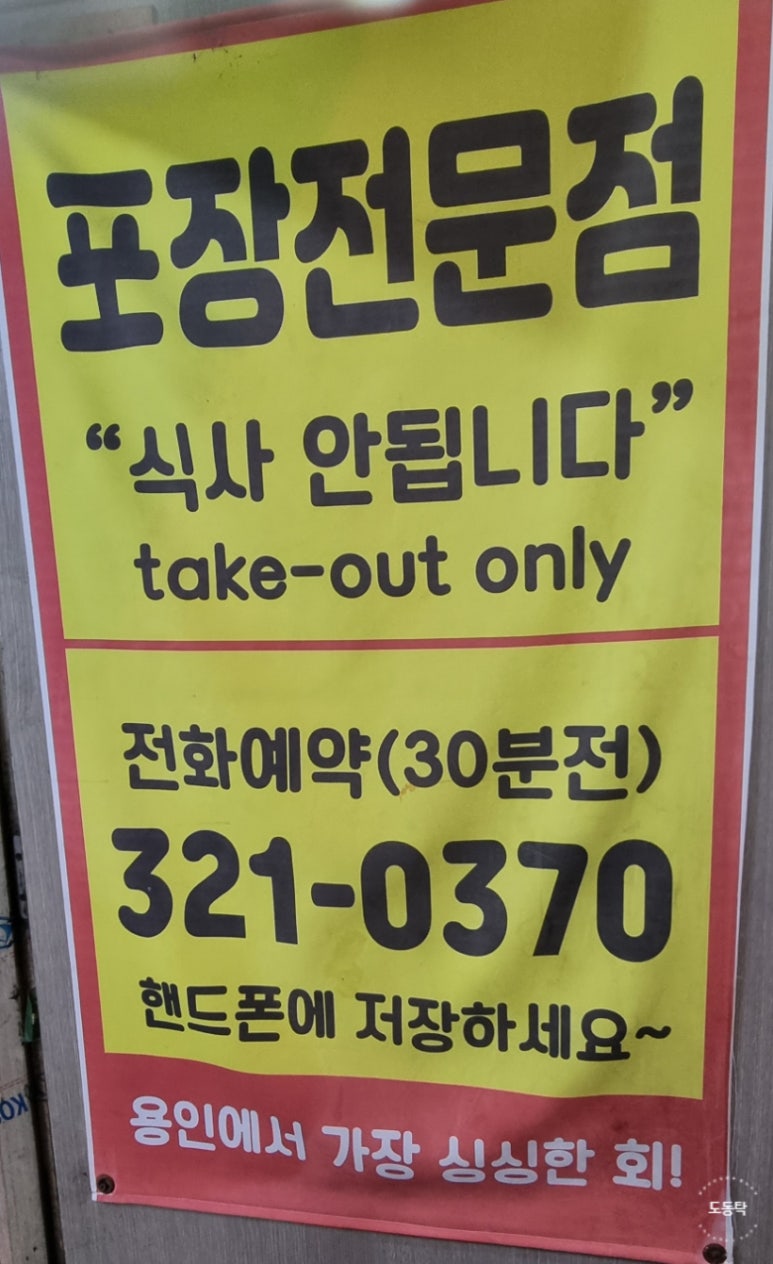 포장전문점
“식사 안됩니다”
take-out only
전화예약(30분전)
321-0370
핸드폰에 저장하세요~
용인에서 가장 싱싱한 회!
도동탁